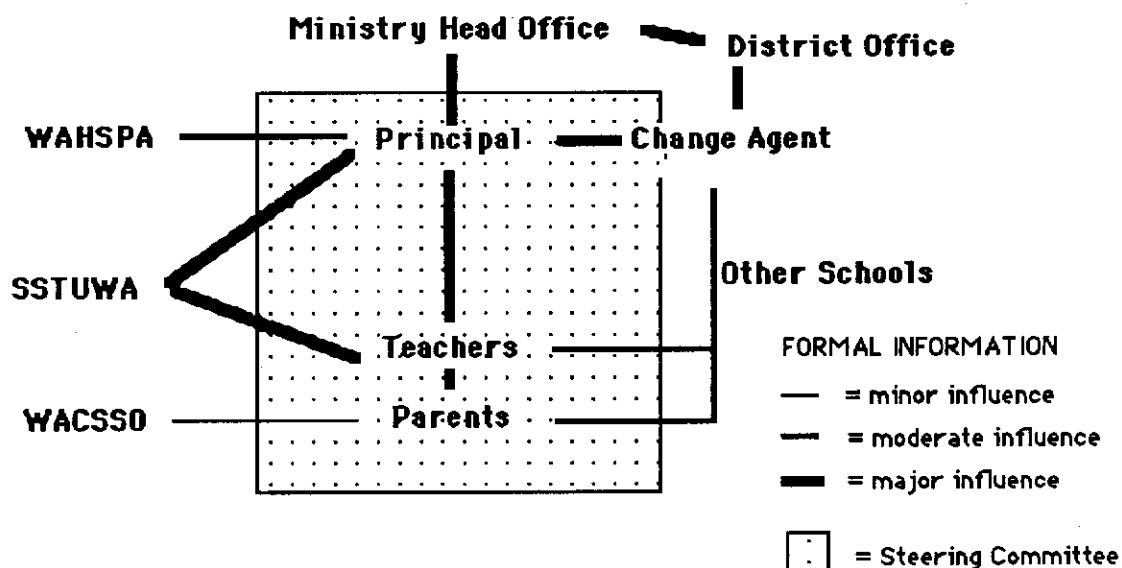 Ministry Head Office
District Office
WAHSPA
Principal
Change Agent
SSTUWA
Other Schools
Teachers
WACSSO
Parents
FORMAL INFORMATION
= minor influence
= moderate influence
= major influence
= Steering Committee